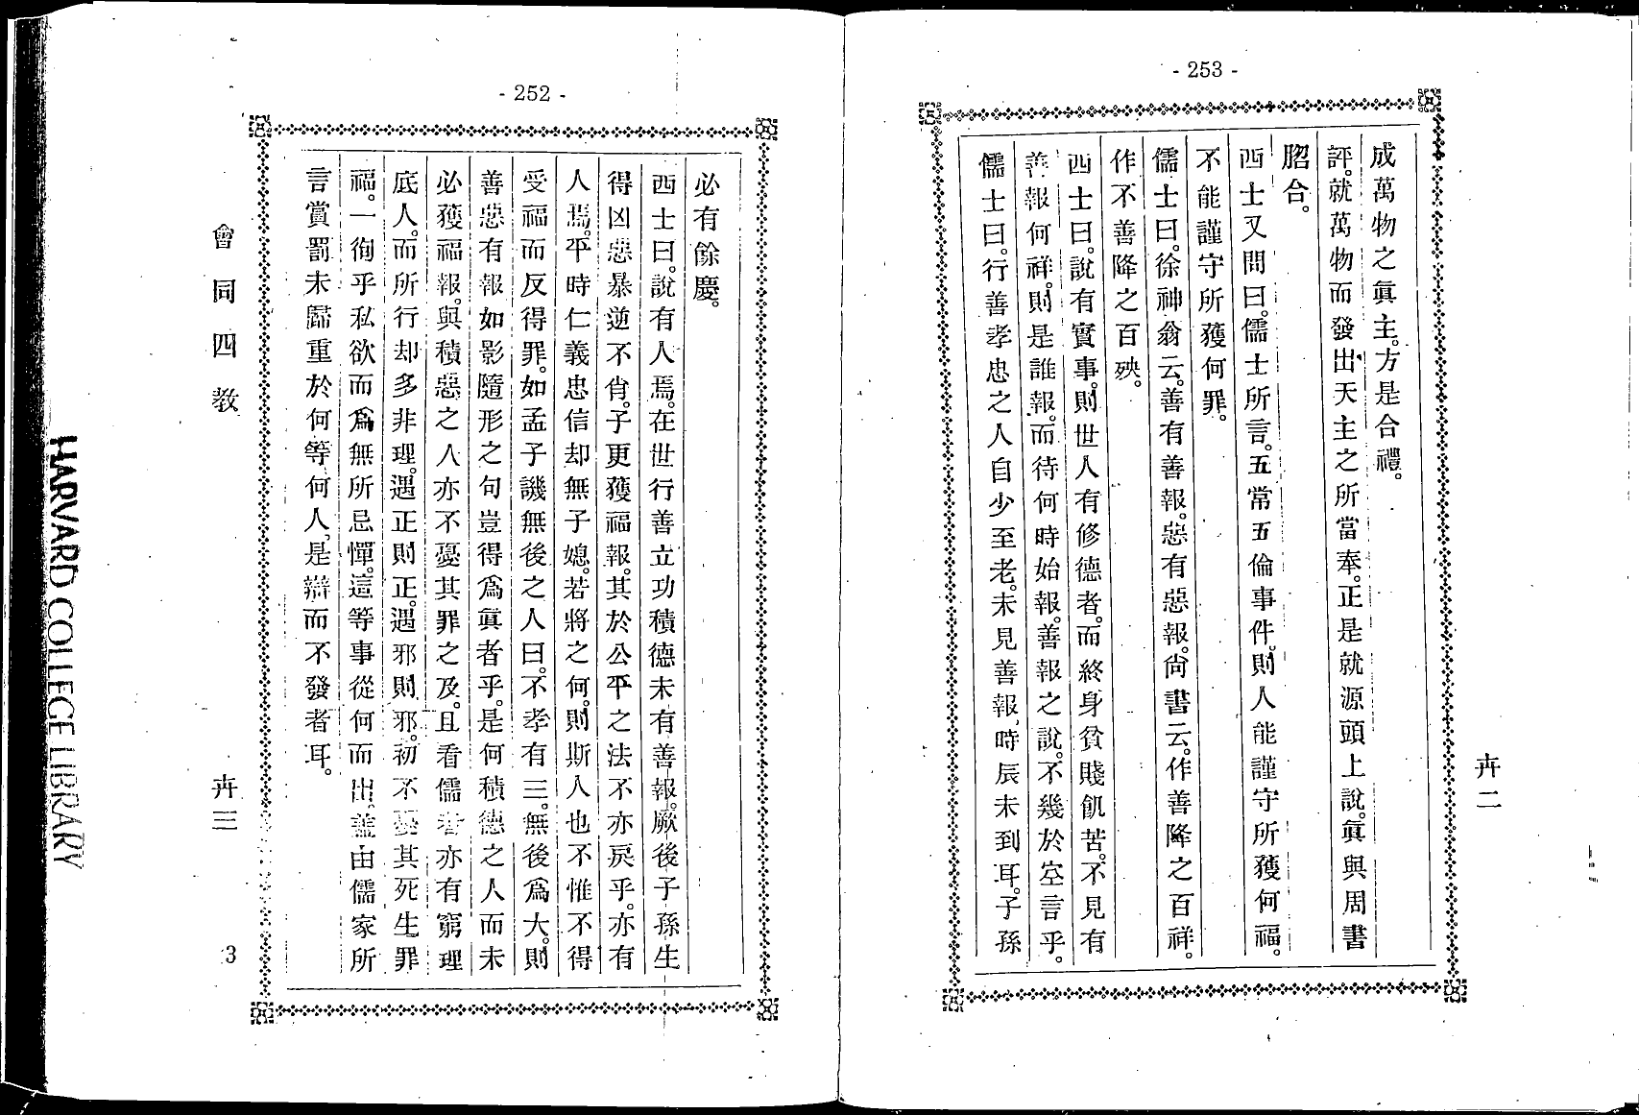 - 253 -
成萬物之眞主。方是合禮。
評。就萬物而發出天主之所當奉。正是就源頭上說。眞與周書
脗合。
西士又問曰。儒士所言。五常五倫事件。則人能謹守所獲何福。
不能謹守所獲何罪。
儒士曰。徐神翁云。善有善報。惡有惡報。尙書云。作善降之百祥。
作不善降之百殃。
西士曰。說有實事。則世人有修德者。而終身貧賤飢苦。不見有
善報何祥。則是誰報。而待何時始報。善報之說。不幾於空言乎。
儒士曰。行善孝忠之人自少至老。未見善報、時辰未到耳。子孫
卉二
- 252 -
必有餘慶。
西士曰。說有人焉。在世行善立功積德未有善報。厥後子孫生
得凶惡暴逆不肖。子更獲福報。其於公平之法不亦戾乎。亦有
人焉。平時仁義忠信却無子媳。若將之何。則斯人也不惟不得
受福而反得罪。如孟子譏無後之人曰。不孝有三。無後爲大。則
善惡有報如影隨形之句豈得爲眞者乎。是何積德之人而未
必獲福報。與積惡之人亦不憂其罪之及。且看儒者亦有窮理
底人。而所行却多非理。遇正則正。遇邪則邪。初不憂其死生罪
福。一徇乎私欲而爲無所忌憚。這等事從何而出。蓋由儒家所
言賞罰未歸重於何等何人、是辯而不發者耳。
會同四敎
卉三
3
HARVARD COLLEGE LIBRARY